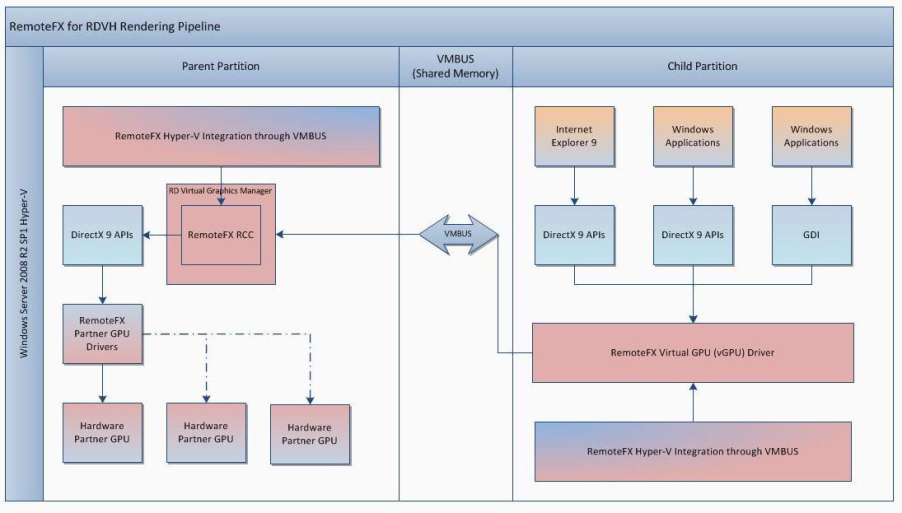 RemoteFX for RDVH Rendering Pipeline
Windows Server 2008 R2 SP1 Hyper-V
Parent Partition
VMBUS
(Shared Memory)
Child Partition
RemoteFX Hyper-V Integration through VMBUS
RD Virtual Graphics Manager
RemoteFX RCC
DirectX 9 APIs
RemoteFX
Partner GPU
Drivers
Hardware
Partner GPU
Hardware
Partner GPU
Hardware
Partner GPU
VMBUS
Internet
Explorer 9
Windows
Applications
Windows
Applications
DirectX 9 APIs
DirectX 9 APIs
GDI
RemoteFX Virtual GPU (vGPU) Driver
RemoteFX Hyper-V Integration through VMBUS